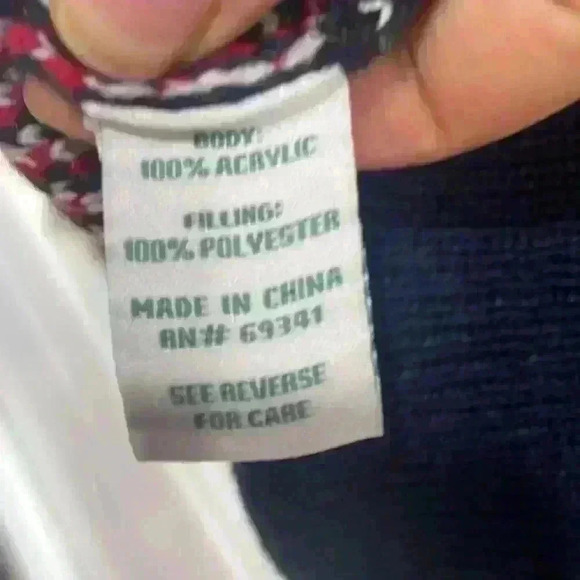 BODY:
100% ACRYLIC
FILLING:
100% POLYESTER
MADE IN CHINA
RN# 69341
SEE REVERSE
FOR CARE